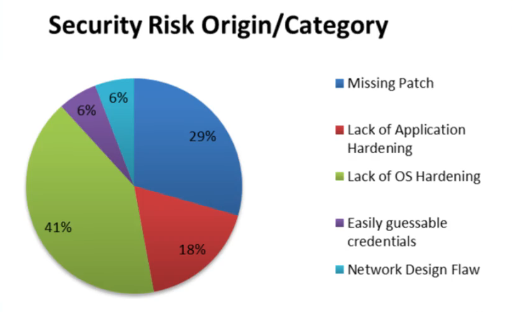 Security Risk Origin/Category
6%
6%
29%
41%
18%
Missing Patch
Lack of Application
Hardening
Lack of OS Hardening
Easily guessable
credentials
Network Design Flaw